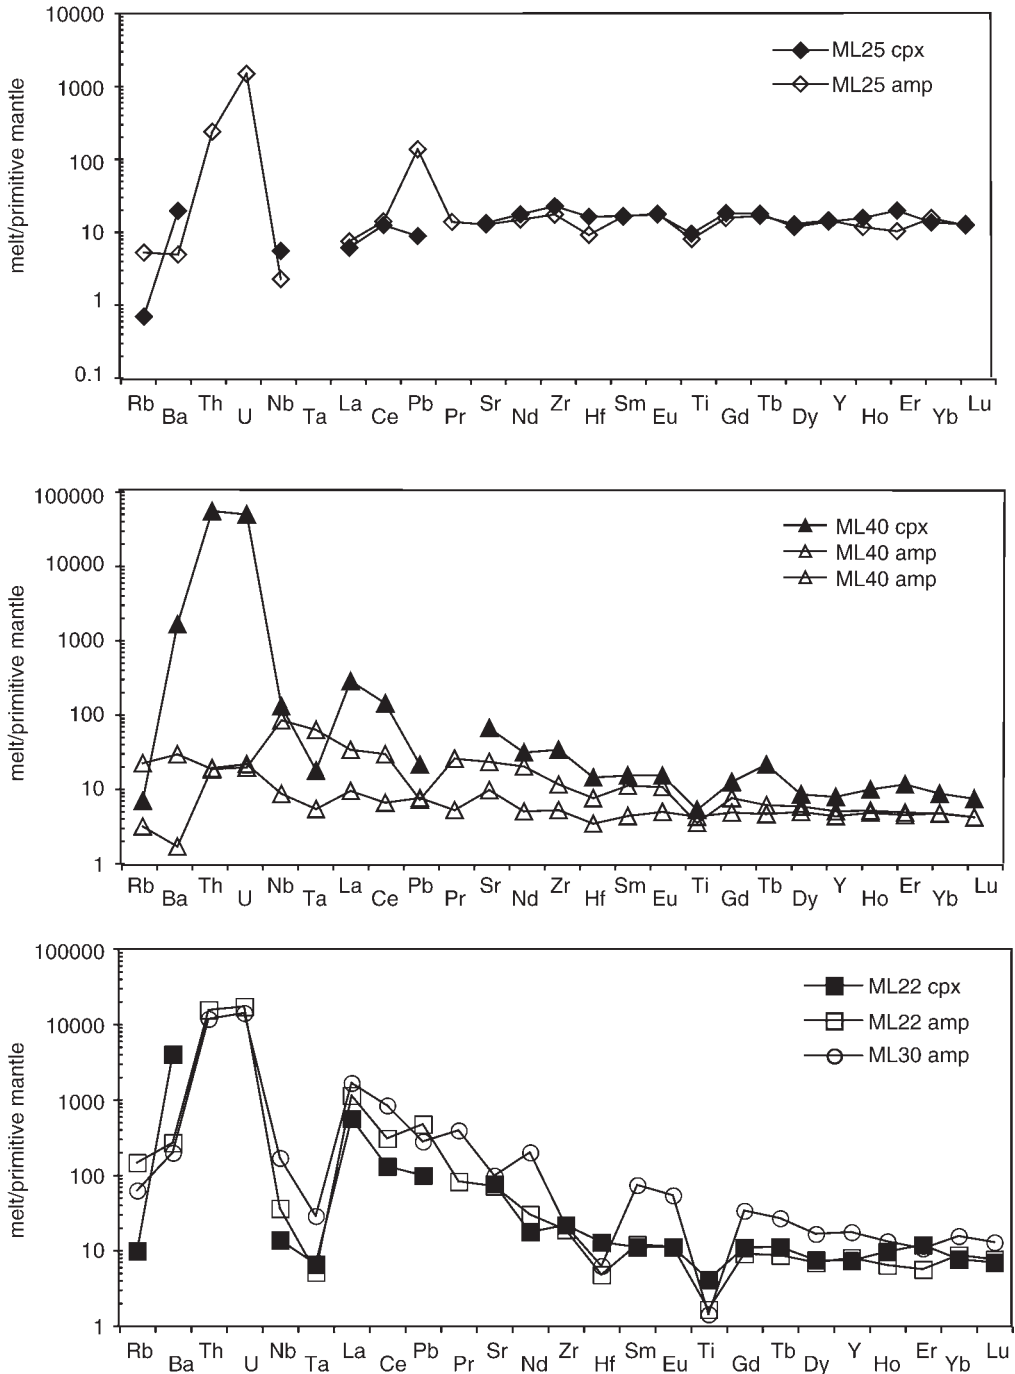 10000
1000
100
10
1
0.1
melt/primitive mantle
ML25 cpx
ML25 amp
Rb Ba Th U Nb Ta La Ce Pb Pr Sr Nd Zr Hf Sm Eu Ti Gd Tb Dy Y Ho Er Yb Lu
100000
10000
1000
100
10
1
melt/primitive mantle
ML40 cpx
ML40 amp
ML40 amp
Rb Ba Th U Nb Ta La Ce Pb Pr Sr Nd Zr Hf Sm Eu Ti Gd Tb Dy Y Ho Er Yb Lu
100000
10000
1000
100
10
1
melt/primitive mantle
ML22 cpx
ML22 amp
ML30 amp
Rb Ba Th U Nb Ta La Ce Pb Pr Sr Nd Zr Hf Sm Eu Ti Gd Tb Dy Y Ho Er Yb Lu